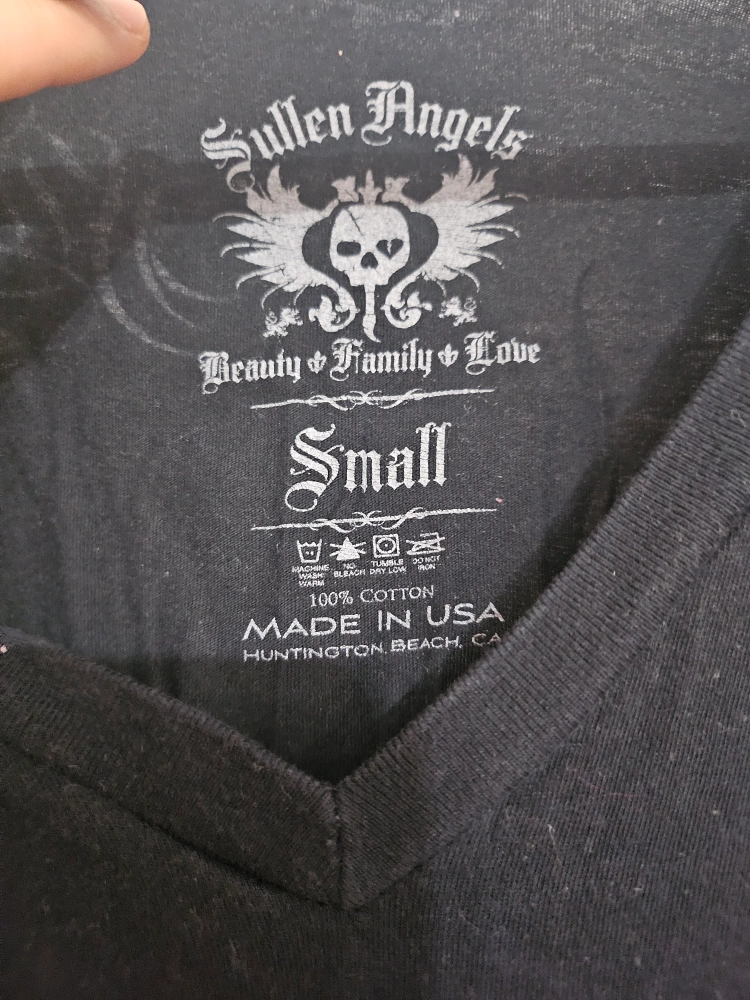 Sullen Angels
Beauty Family Love
Small
MACHINE WASH WARM
NO BLEACH
TUMBLE DRY LOW
DO NOT IRON
100% COTTON
MADE IN USA
HUNTINGTON BEACH, CA